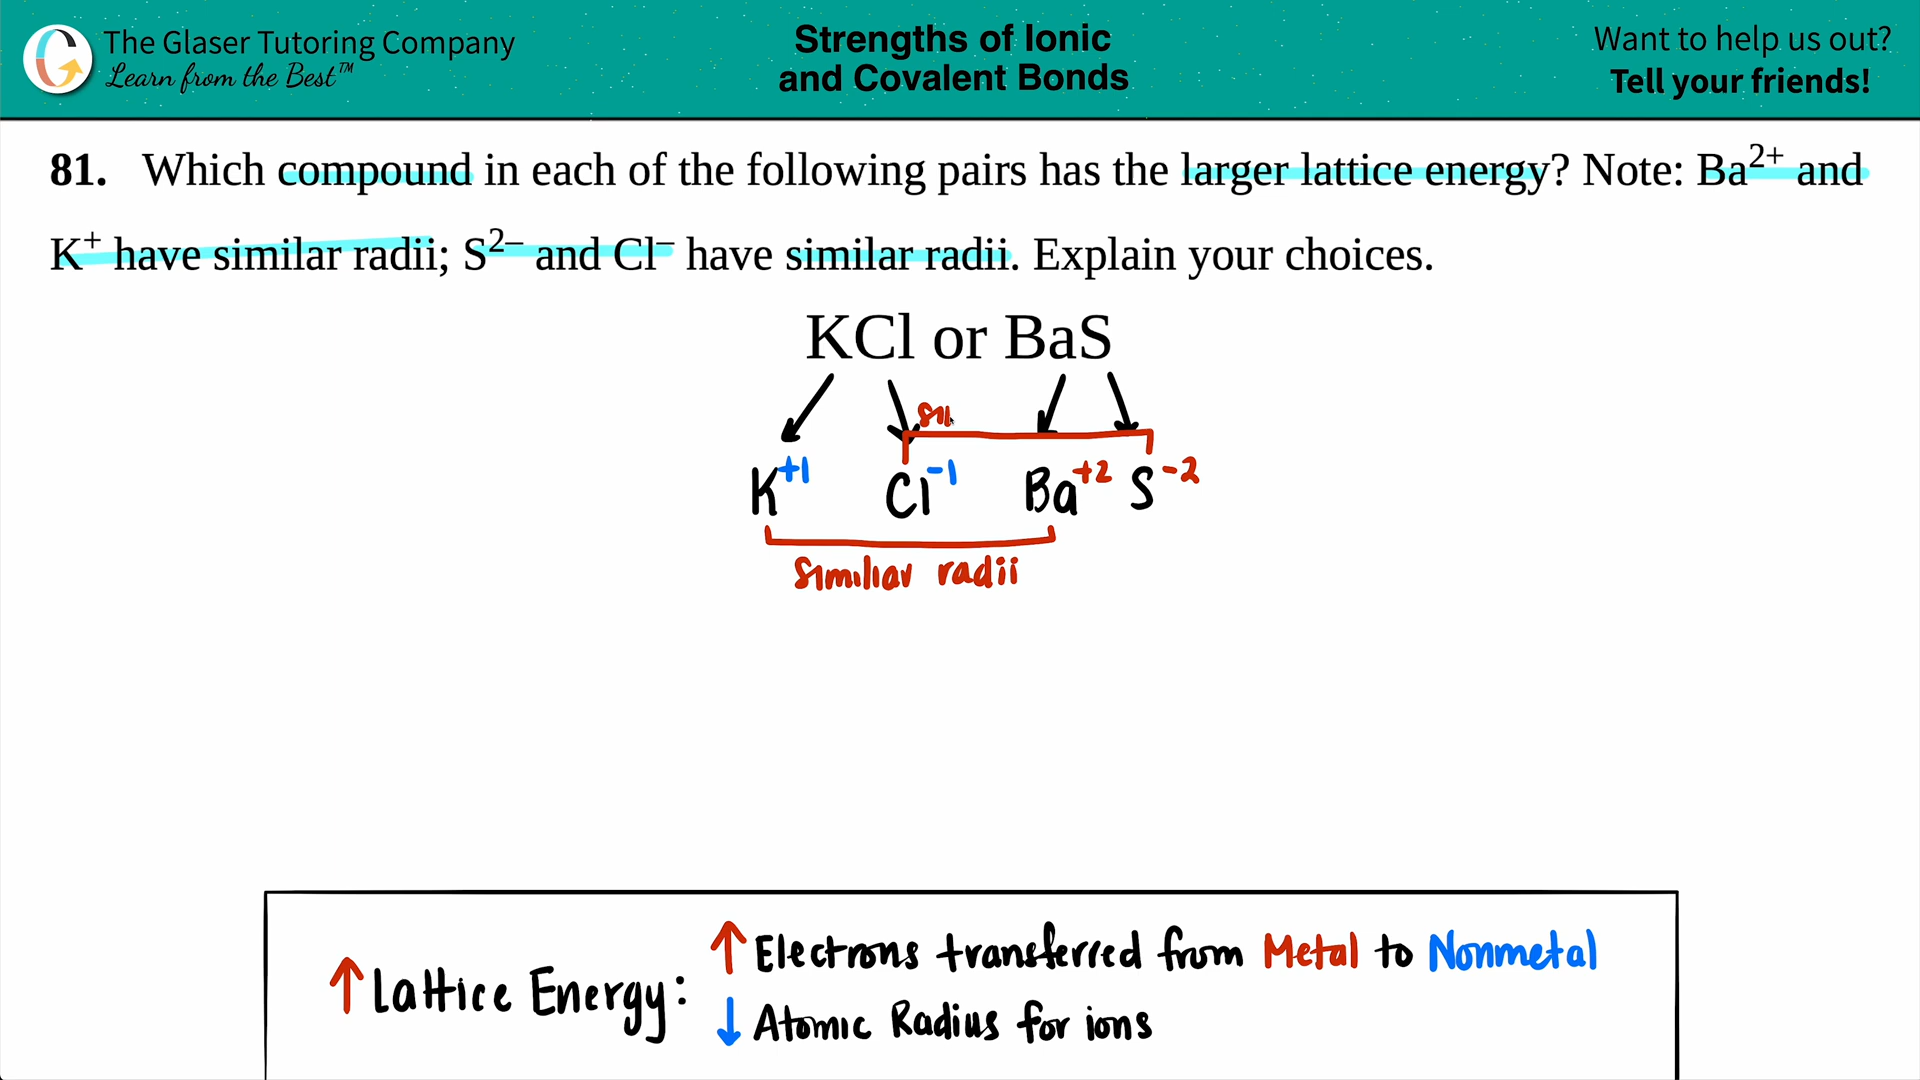 The Glaser Tutoring Company
Learn from the Best™
Strengths of Ionic
and Covalent Bonds
Want to help us out?
Tell your friends!
81. Which compound in each of the following pairs has the larger lattice energy? Note: Ba²⁺ and
K⁺ have similar radii; S²⁻ and Cl⁻ have similar radii. Explain your choices.
KCl or BaS
K⁺¹ Cl⁻¹ Ba⁺² S⁻²
Similiar radii
↑ Lattice Energy:
↑ Electrons transferred from Metal to Nonmetal
↓ Atomic Radius for ions